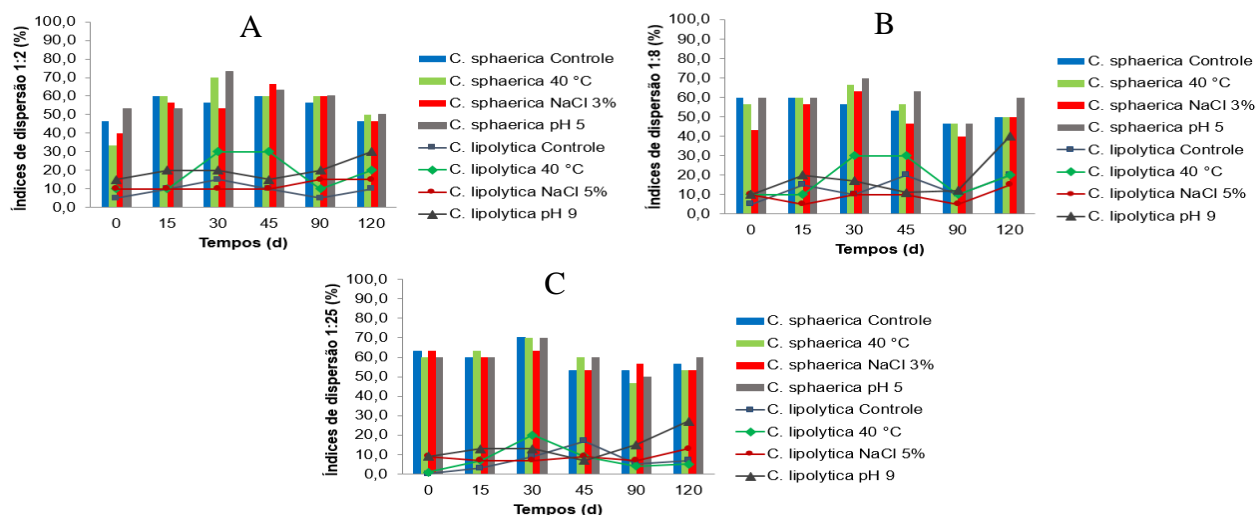 A
Índices de dispersão 1:2 (%)
100,0
90,0
80,0
70,0
60,0
50,0
40,0
30,0
20,0
10,0
0,0
0 15 30 45 90 120
Tempos (d)
C. sphaerica Controle
C. sphaerica 40 °C
C. sphaerica NaCl 3%
C. sphaerica pH 5
C. lipolytica Controle
C. lipolytica 40 °C
C. lipolytica NaCl 5%
C. lipolytica pH 9
B
Índices de dispersão 1:8 (%)
100,0
90,0
80,0
70,0
60,0
50,0
40,0
30,0
20,0
10,0
0,0
0 15 30 45 90 120
Tempos (d)
C. sphaerica Controle
C. sphaerica 40 °C
C. sphaerica NaCl 3%
C. sphaerica pH 5
C. lipolytica Controle
C. lipolytica 40 °C
C. lipolytica NaCl 5%
C. lipolytica pH 9
C
Índices de dispersão 1:25 (%)
100,0
90,0
80,0
70,0
60,0
50,0
40,0
30,0
20,0
10,0
0,0
0 15 30 45 90 120
Tempos (d)
C. sphaerica Controle
C. sphaerica 40 °C
C. sphaerica NaCl 3%
C. sphaerica pH 5
C. lipolytica Controle
C. lipolytica 40 °C
C. lipolytica NaCl 5%
C. lipolytica pH 9